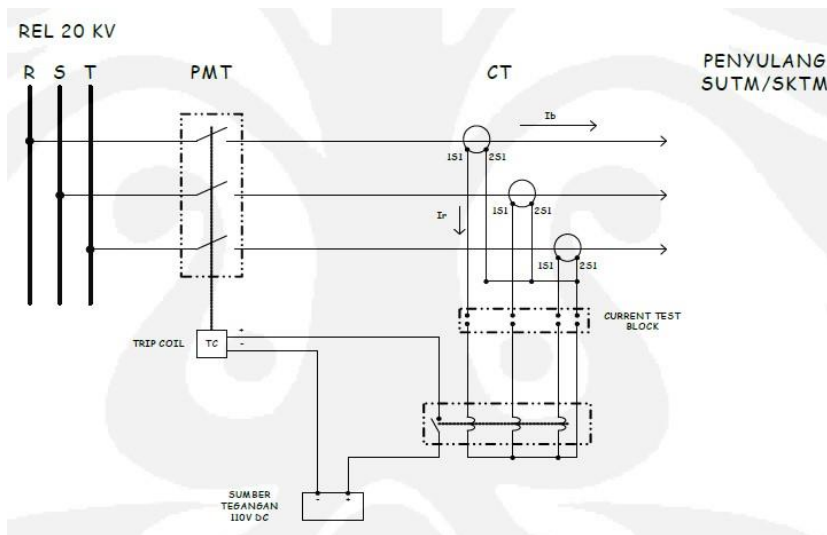 REL 20 KV
R S T
PMT
CT
PENYULANG
SUTM/SKTM
Ib
1S1 2S1
1S1 2S1
Ir
1S1 2S1
CURRENT TEST
BLOCK
TRIP COIL
TC
+
-
SUMBER
TEGANGAN
110V DC
- +